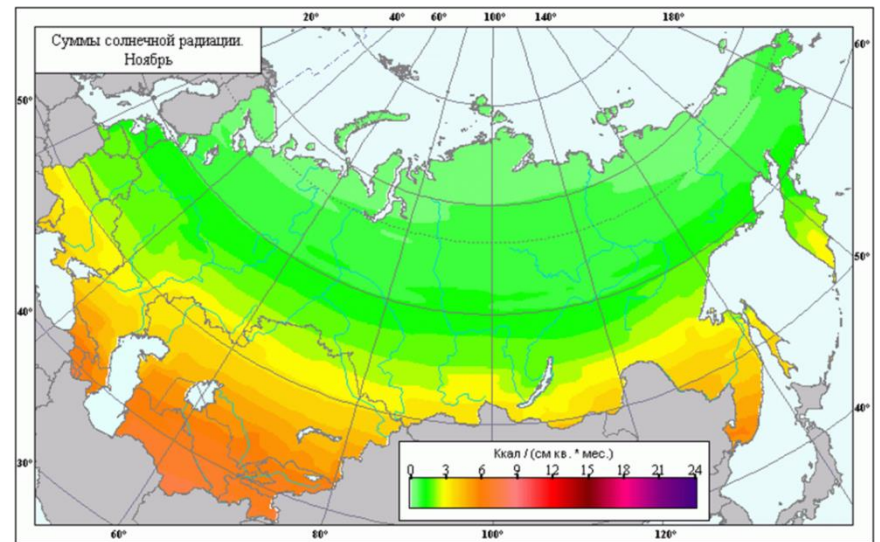 Суммы солнечной радиации.
Ноябрь
20° 40° 60° 100° 140° 180°
60°
50°
50°
40°
40°
30°
Ккал / (см кв. * мес.)
0 3 6 9 12 15 18 21 24
60° 80° 100° 120°